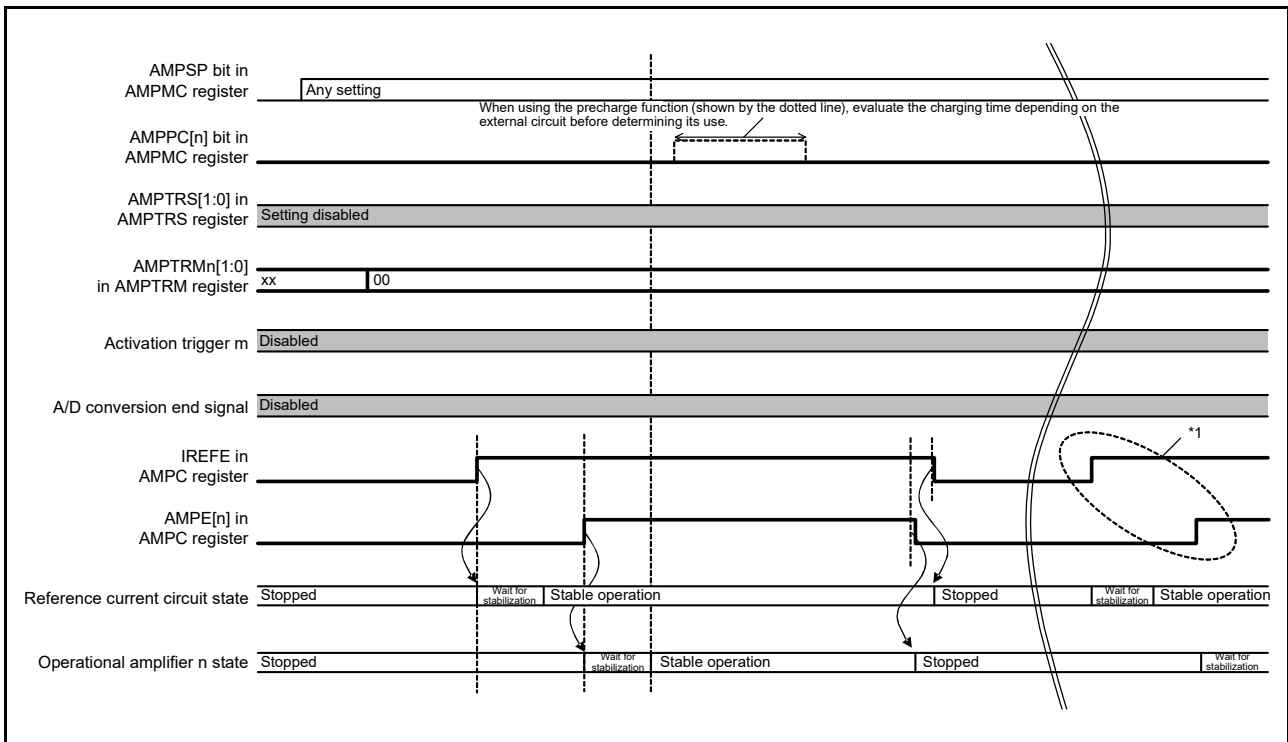 AMPSP bit in
AMPMC register
Any setting
When using the precharge function (shown by the dotted line), evaluate the charging time depending on the
external circuit before determining its use.
AMPPC[n] bit in
AMPMC register
AMPTRS[1:0] in
AMPTRS register
Setting disabled
AMPTRMn[1:0]
in AMPTRM register
xx
00
Activation trigger m
Disabled
A/D conversion end signal
Disabled
*1
IREFE in
AMPC register
AMPE[n] in
AMPC register
Reference current circuit state
Stopped
Wait for
stabilization
Stable operation
Stopped
Wait for
stabilization
Stable operation
Operational amplifier n state
Stopped
Wait for
stabilization
Stable operation
Stopped
Wait for
stabilization